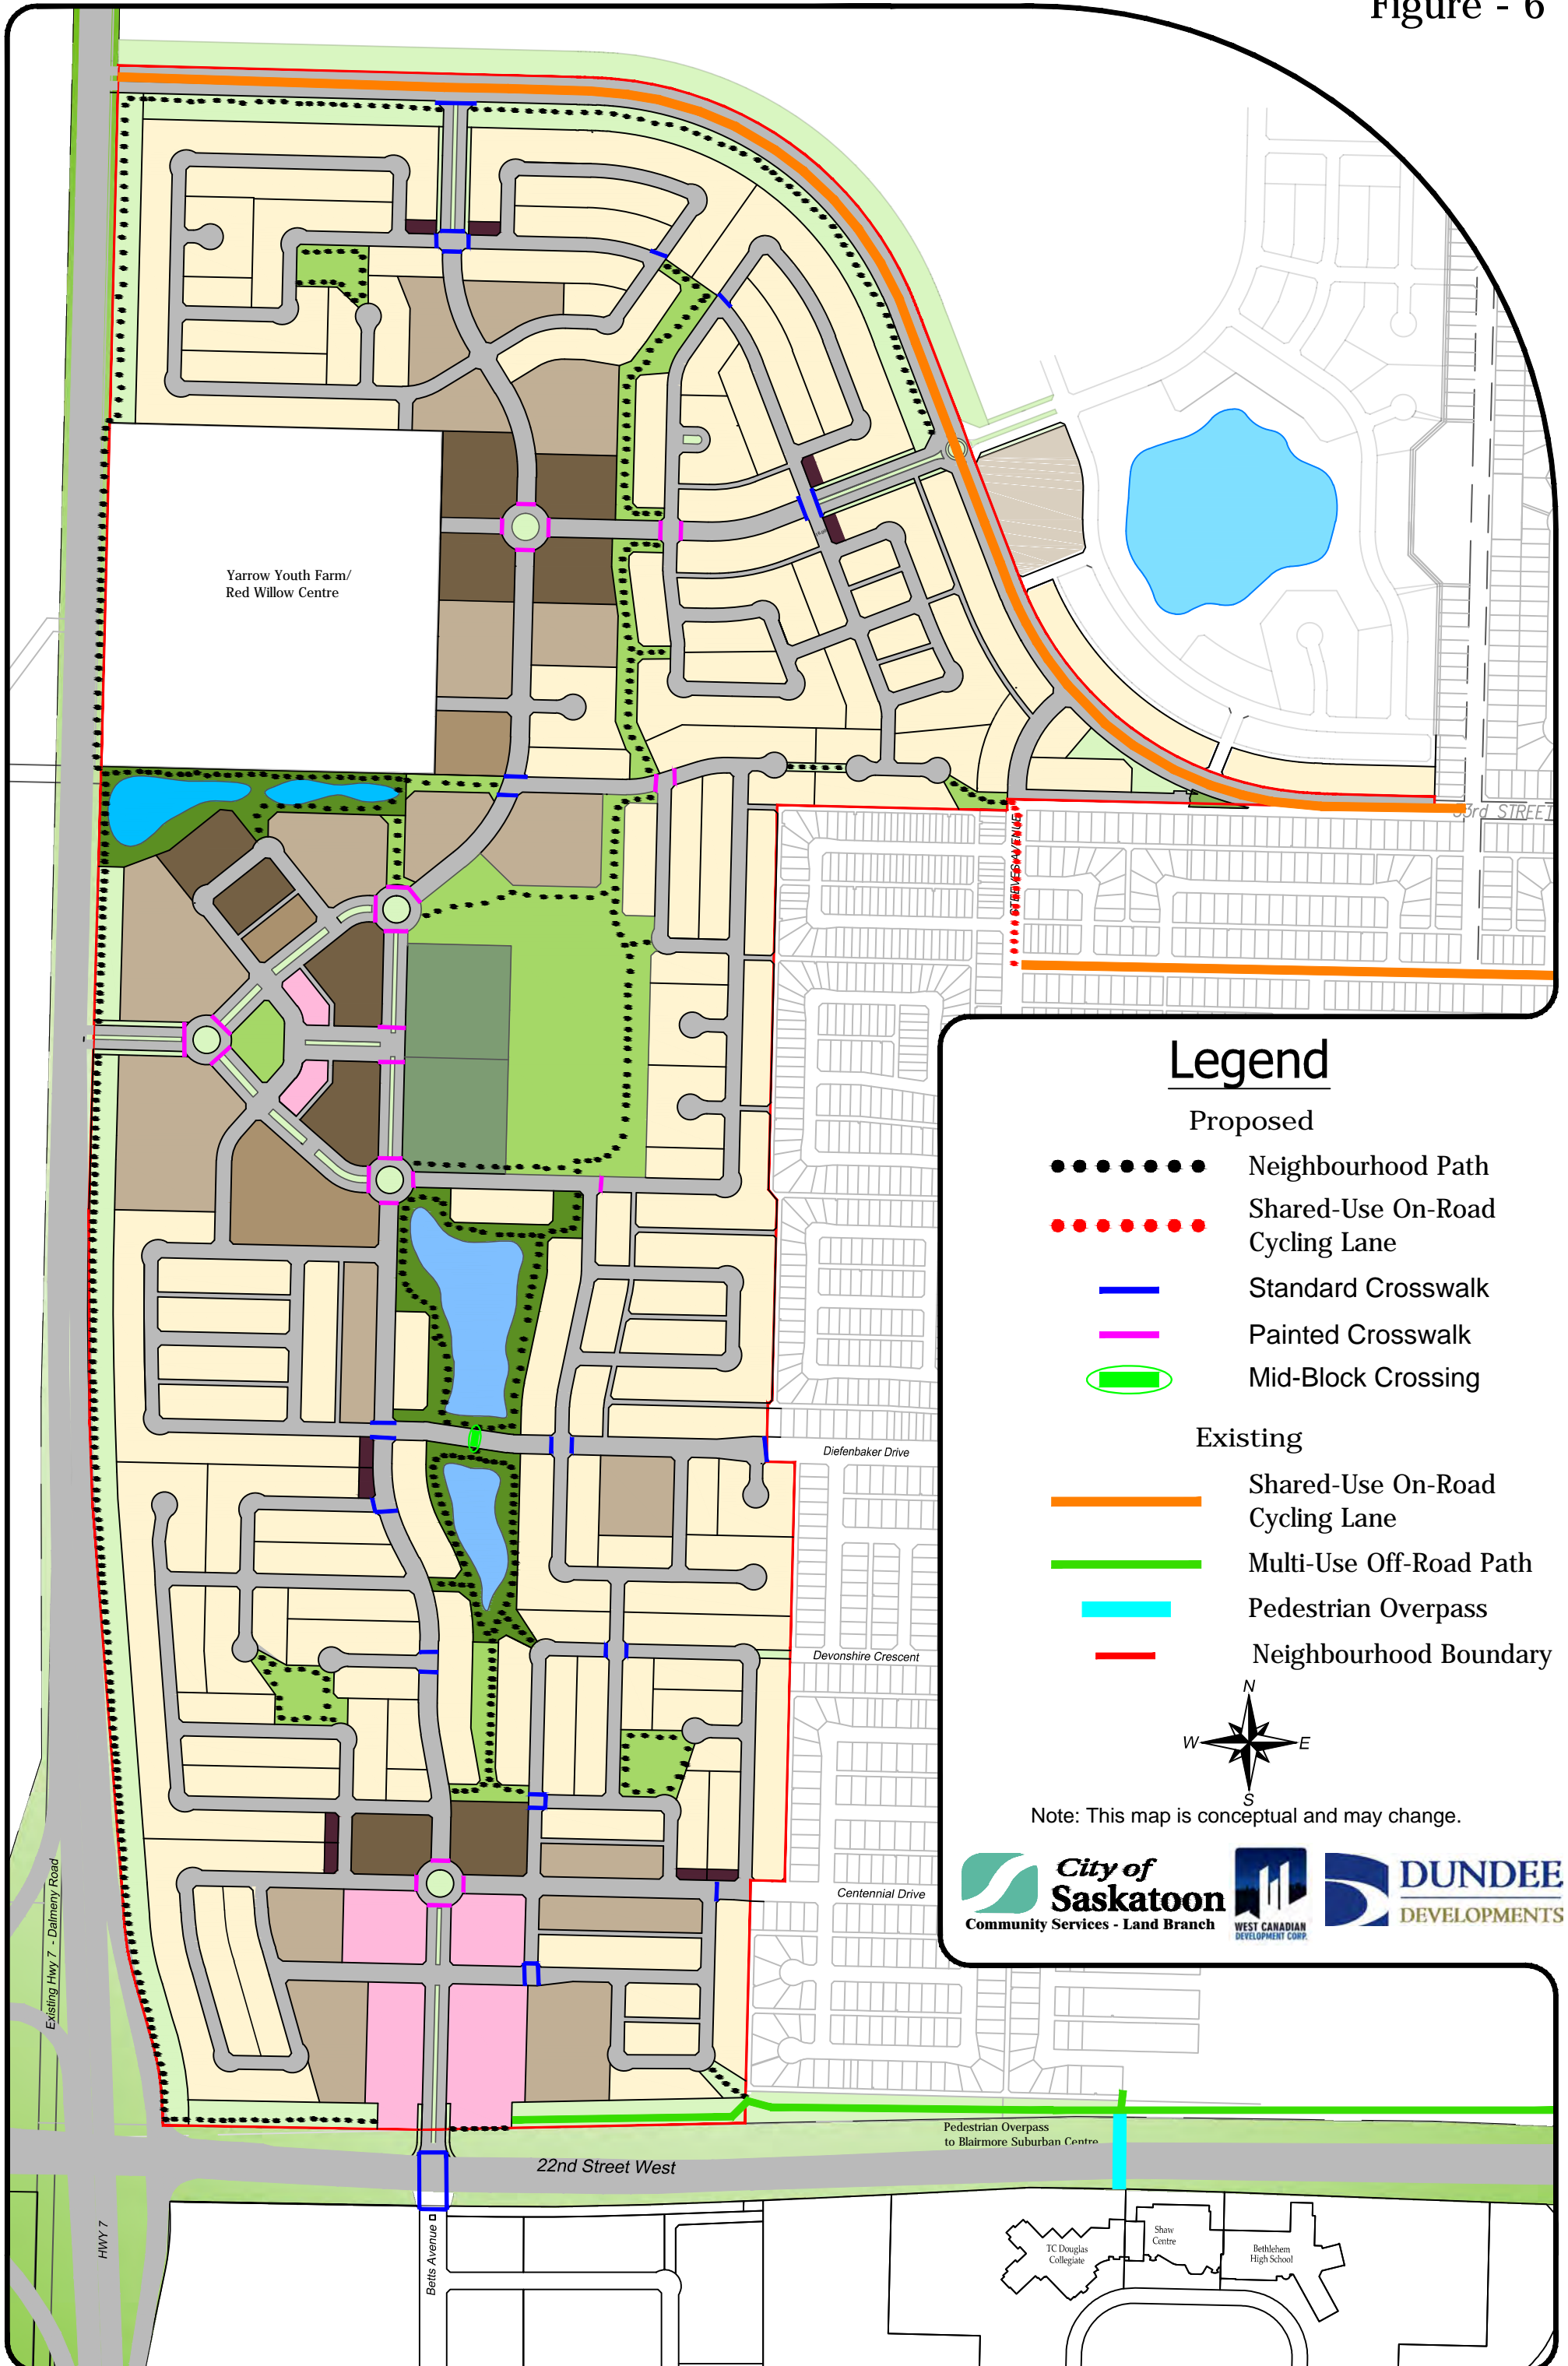 Figure - 6
Yarrow Youth Farm/
Red Willow Centre
33rd STREET
STEEVES AVENUE
Legend
Proposed
Neighbourhood Path
Shared-Use On-Road
Cycling Lane
Standard Crosswalk
Painted Crosswalk
Mid-Block Crossing
Existing
Shared-Use On-Road
Cycling Lane
Multi-Use Off-Road Path
Pedestrian Overpass
Neighbourhood Boundary
N
W
E
S
Note: This map is conceptual and may change.
City of
Saskatoon
Community Services - Land Branch
WEST CANADIAN
DEVELOPMENT CORP.
DUNDEE
DEVELOPMENTS
Diefenbaker Drive
Devonshire Crescent
Centennial Drive
Existing Hwy 7 - Dalmeny Road
Pedestrian Overpass
to Blairmore Suburban Centre
22nd Street West
HWY 7
Betts Avenue
TC Douglas
Collegiate
Shaw
Centre
Bethlehem
High School